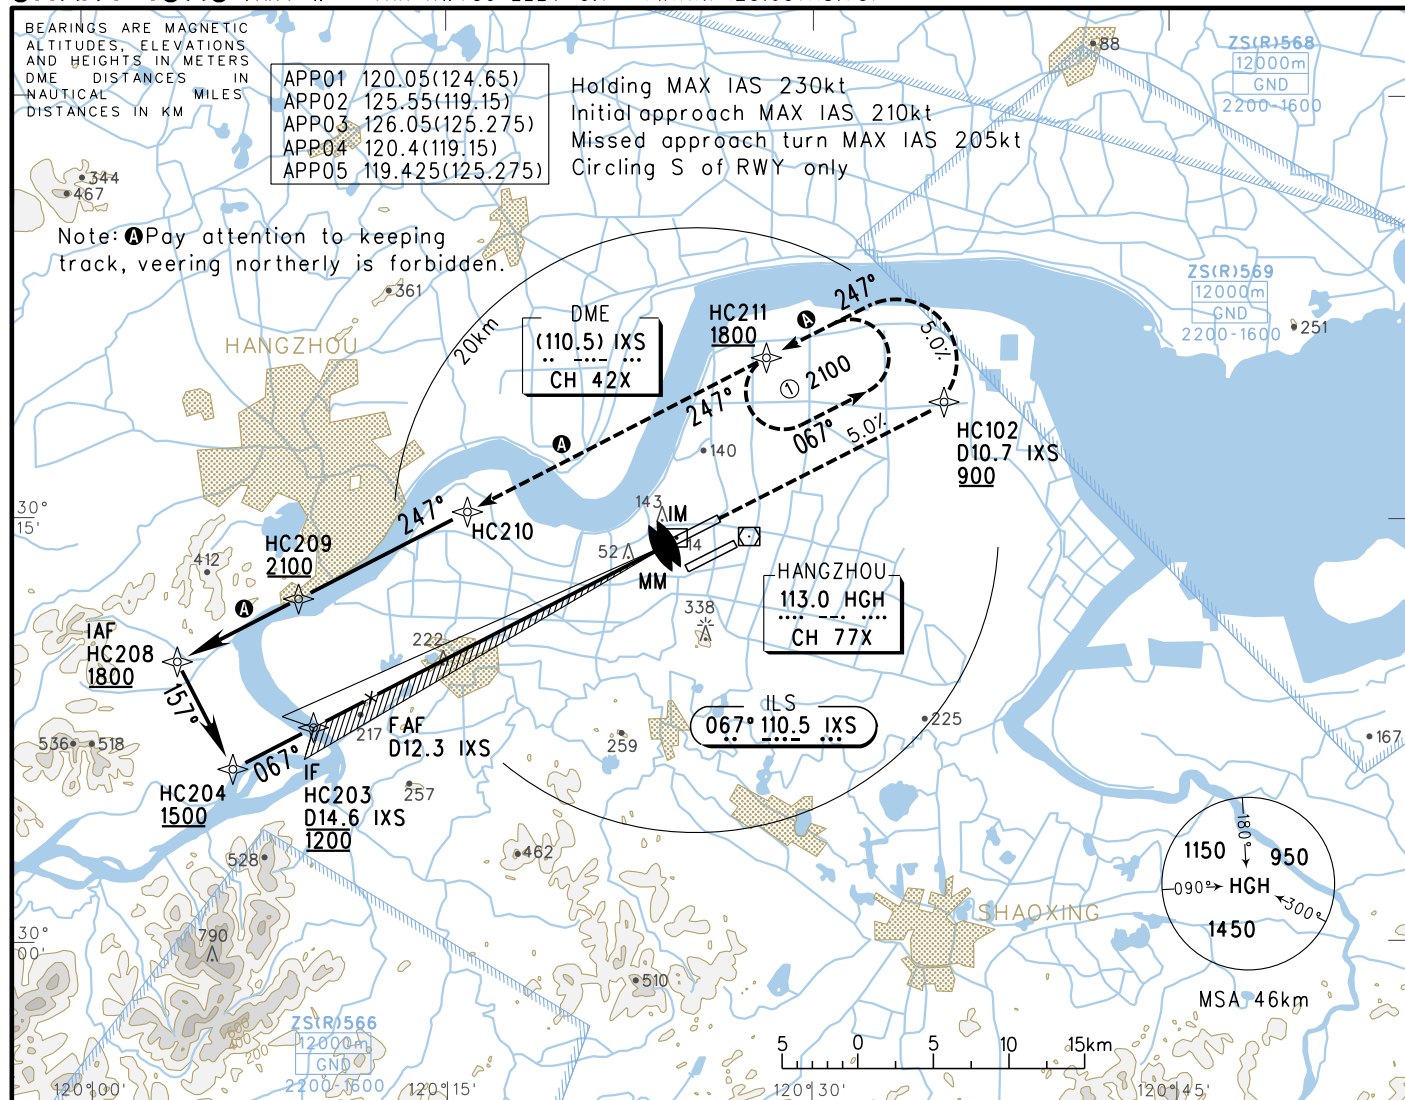 BEARINGS ARE MAGNETIC
ALTITUDES, ELEVATIONS
AND HEIGHTS IN METERS
DME DISTANCES IN
NAUTICAL MILES
DISTANCES IN KM
APP01 120.05(124.65)
APP02 125.55(119.15)
APP03 126.05(125.275)
APP04 120.4(119.15)
APP05 119.425(125.275)
Holding MAX IAS 230kt
Initial approach MAX IAS 210kt
Missed approach turn MAX IAS 205kt
Circling S of RWY only
88
ZS(R)568
12000m
GND
2200-1600
344
467
Note: A Pay attention to keeping
track, veering northerly is forbidden.
361
ZS(R)569
12000m
GND
2200-1600
251
HANGZHOU
20km
DME
(110.5) IXS
CH 42X
HC211
1800
A
247°
5.0%
① 2100
247°
067°
5.0%
HC102
D10.7 IXS
900
A
140
30°
15'
247°
HC210
143
IM
14
52
MM
HC209
2100
412
A
HANGZHOU
113.0 HGH
CH 77X
338
IAF
HC208
1800
222
157°
ILS
067° 110.5 IXS
225
217
FAF
D12.3 IXS
259
167
536
518
067°
HC204
1500
IF
HC203
D14.6 IXS
1200
257
462
528
180°
1150
950
090°
HGH
300°
1450
MSA 46km
SHAOXING
790
30°
00'
510
ZS(R)566
12000m
GND
2200-1600
600
400
200
5 0 5 10 15km
120°00'
120°15'
120°30'
120°45'